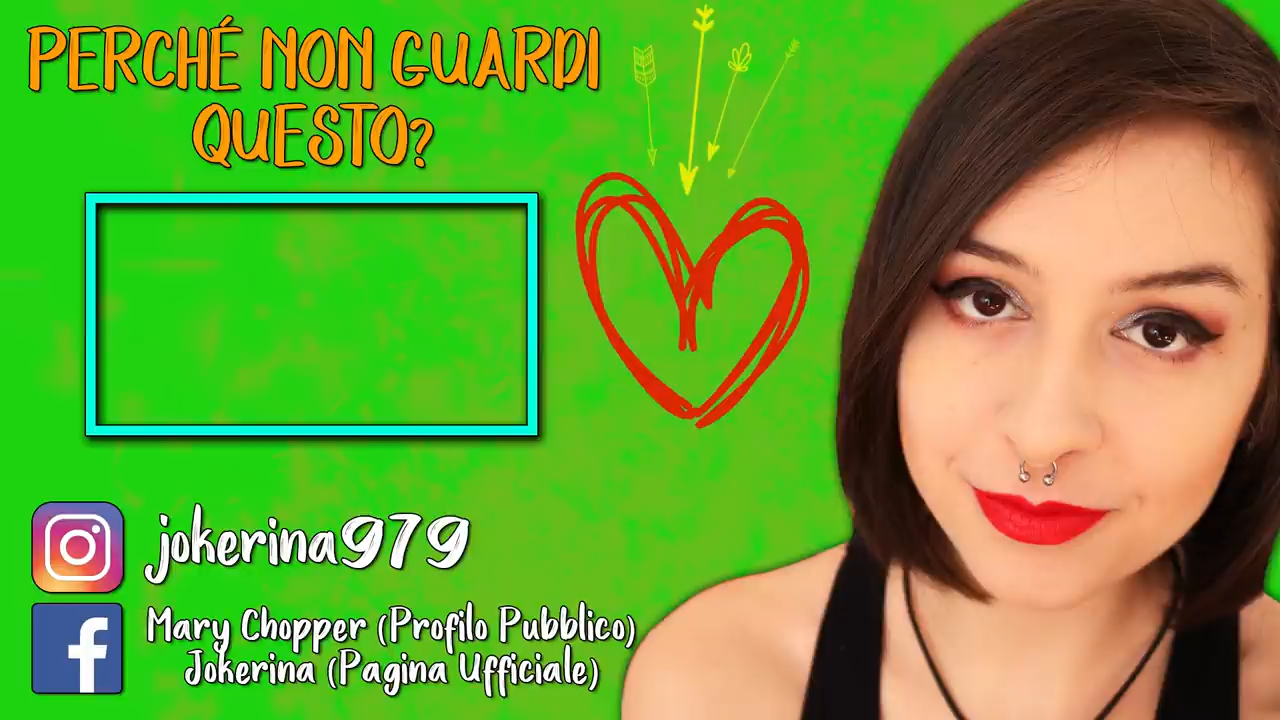 PERCHÉ NON GUARDI
QUESTO?
jokerina979
Mary Chopper (Profilo Pubblico)
Jokerina (Pagina Ufficiale)